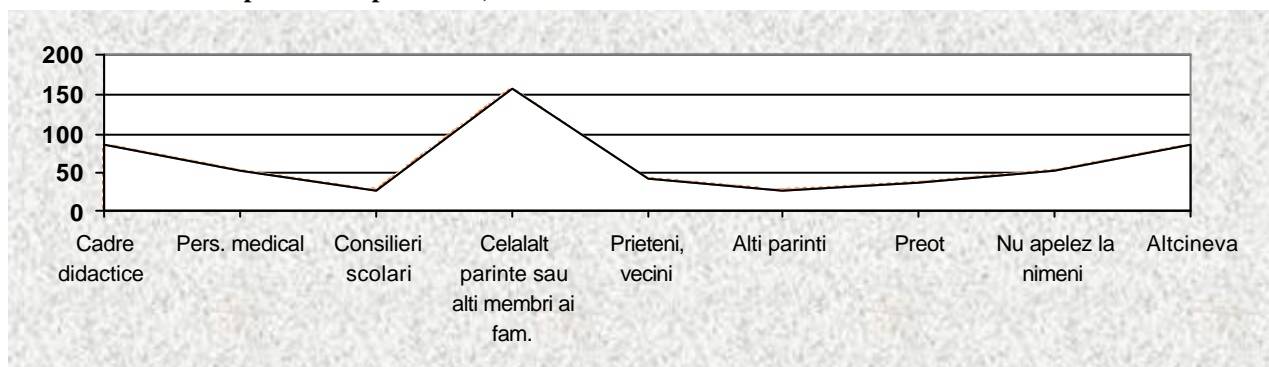 200
150
100
50
0
Cadre didactice
Pers. medical
Consilieri scolari
Celalalt parinte sau alti membri ai fam.
Prieteni, vecini
Alti parinti
Preot
Nu apelez la nimeni
Altcineva